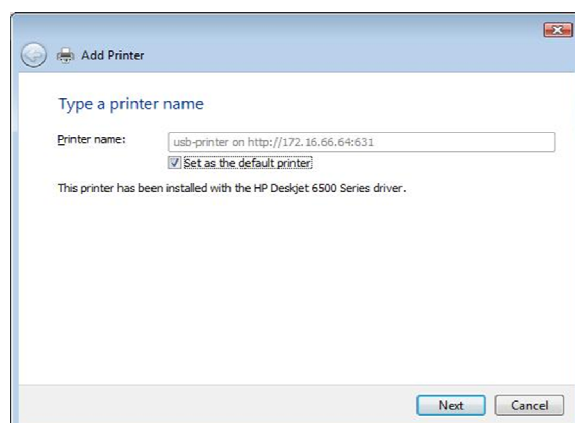 Add Printer
Type a printer name
Printer name:
usb-printer on http://172.16.66.64:631
Set as the default printer
This printer has been installed with the HP Deskjet 6500 Series driver.
Next
Cancel